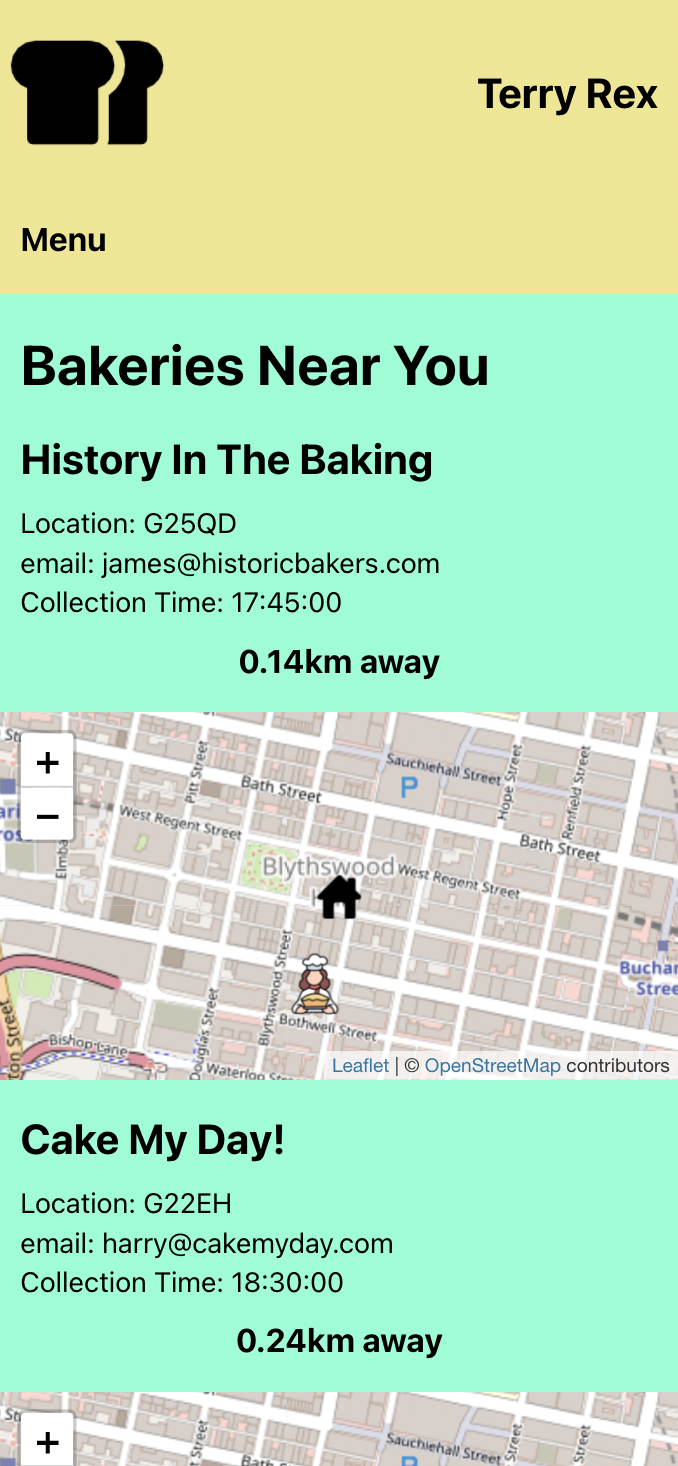 Terry Rex
Menu
Bakeries Near You
History In The Baking
Location: G25QD
email: james@historicbakers.com
Collection Time: 17:45:00
0.14km away
+
−
Pitt Street
Sauchiehall Street
P
Hope Street
Renfield Street
Bath Street
West Regent Street
Bath Street
Elmba
Blythswood
West Regent Street
Buchan
Stree
Blythswood Street
Bothwell Street
Douglas Street
Bishop Lane
ton Street
Waterloo Stre
Leaflet | © OpenStreetMap contributors
Cake My Day!
Location: G22EH
email: harry@cakemyday.com
Collection Time: 18:30:00
0.24km away
+
Sauchiehall Street
P